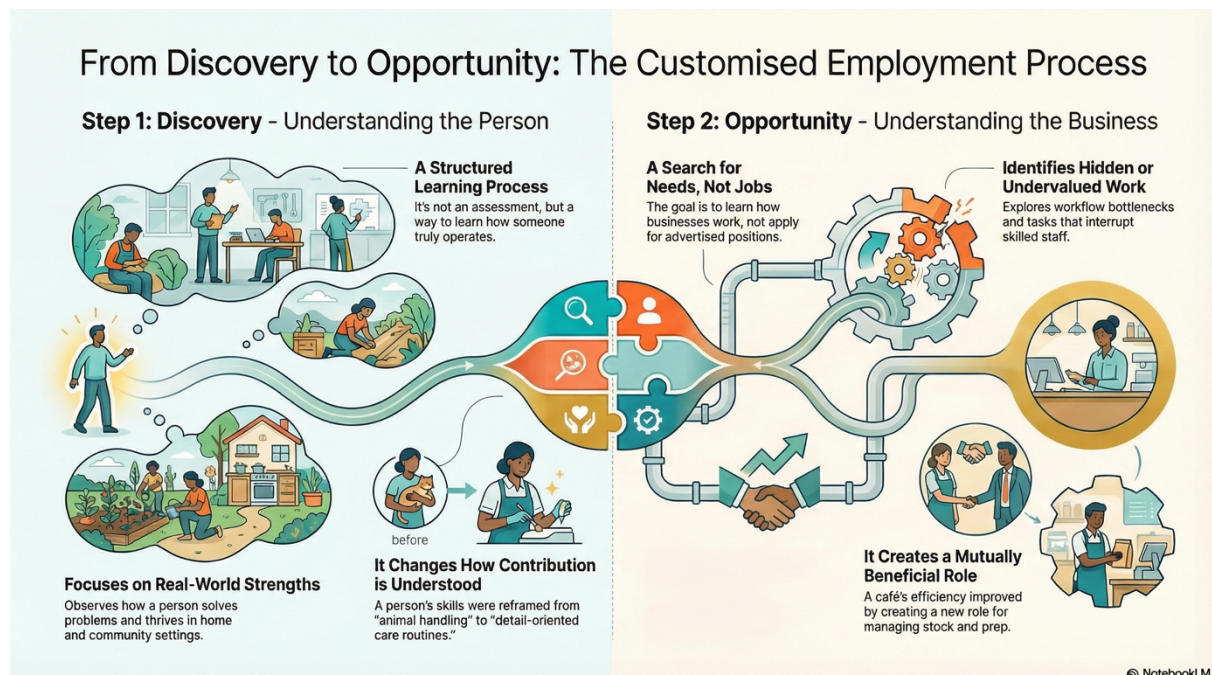 From Discovery to Opportunity: The Customised Employment Process
Step 1: Discovery - Understanding the Person
A Structured
Learning Process
It's not an assessment, but a
way to learn how someone
truly operates.
before
Focuses on Real-World Strengths
Observes how a person solves
problems and thrives in home
and community settings.
It Changes How Contribution
is Understood
A person's skills were reframed from
"animal handling" to "detail-oriented
care routines."
Step 2: Opportunity - Understanding the Business
A Search for
Needs, Not Jobs
The goal is to learn how
businesses work, not apply
for advertised positions.
Identifies Hidden or
Undervalued Work
Explores workflow bottlenecks
and tasks that interrupt
skilled staff.
It Creates a Mutually
Beneficial Role
A café's efficiency improved
by creating a new role for
managing stock and prep.
NotebookLM